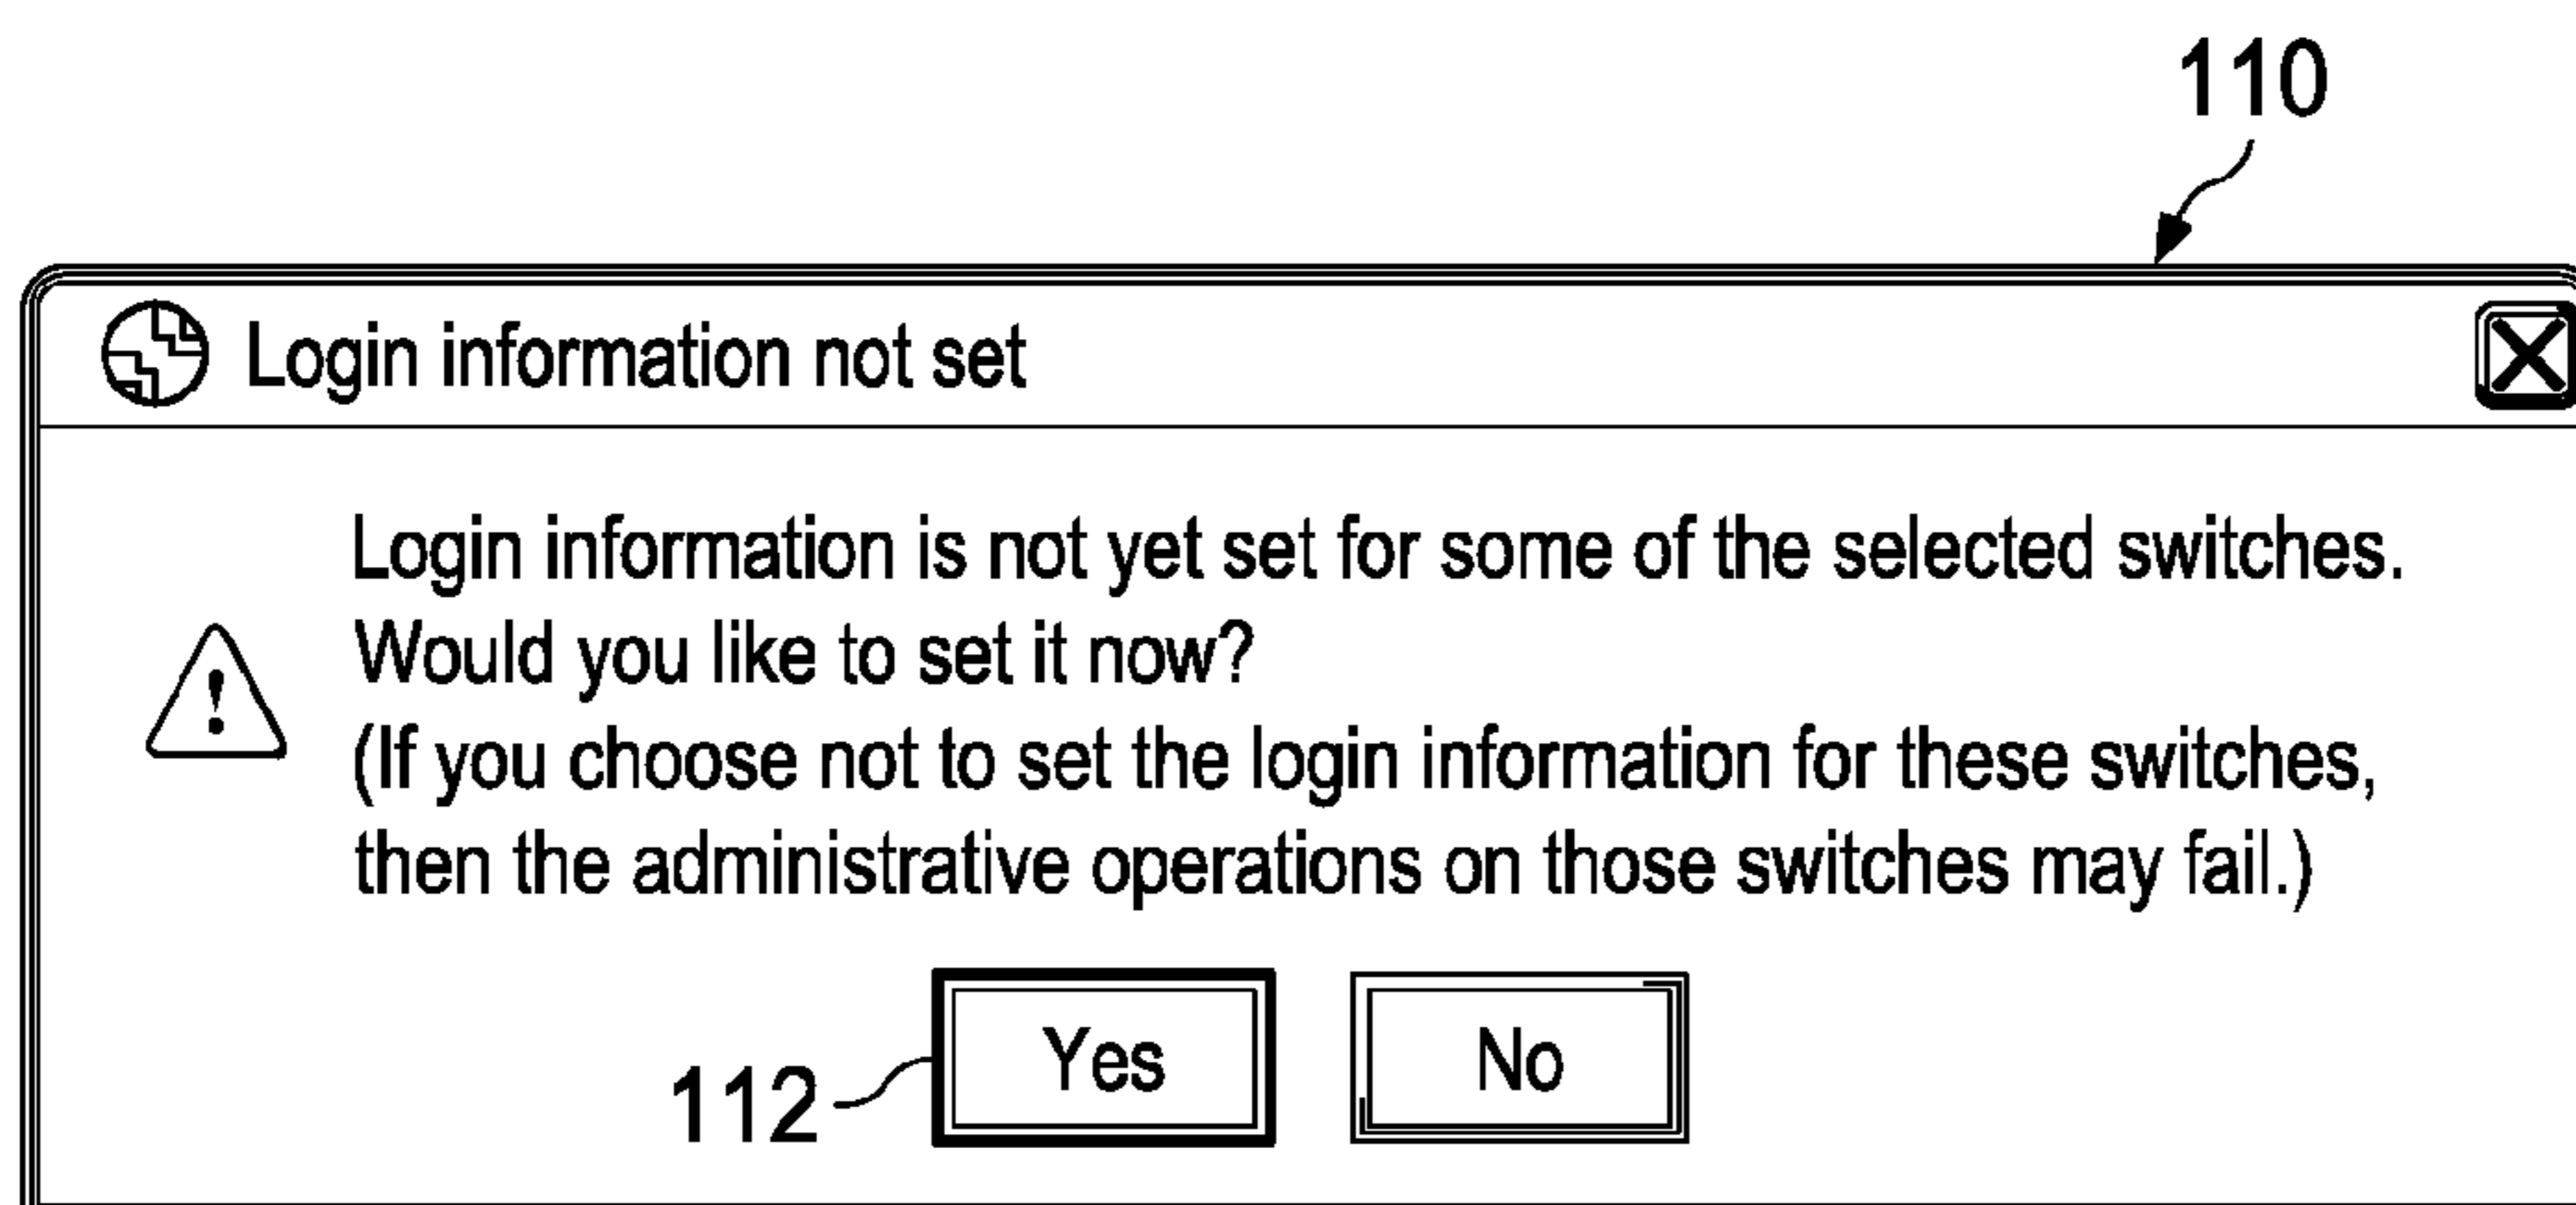 110
Login information not set
Login information is not yet set for some of the selected switches.
Would you like to set it now?
(If you choose not to set the login information for these switches,
then the administrative operations on those switches may fail.)
112 Yes No